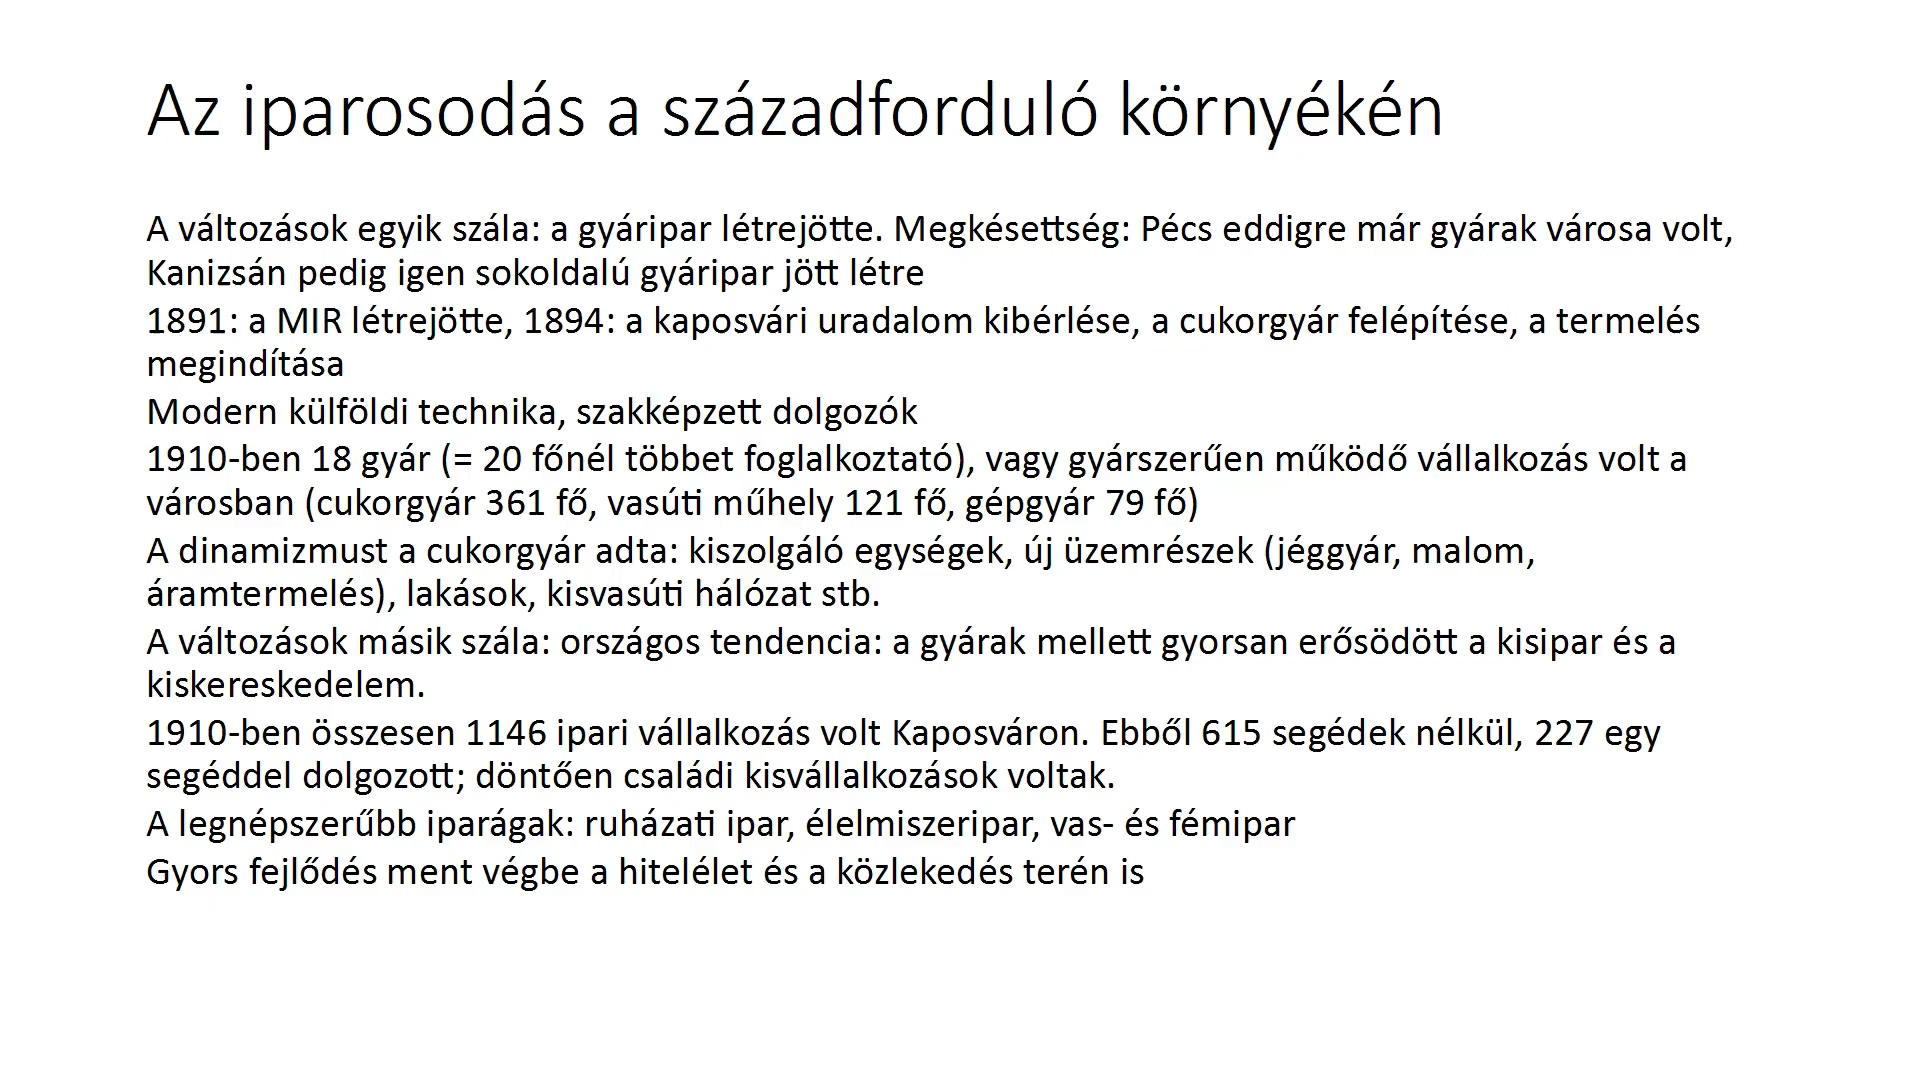 Az iparosodás a századforduló környékén
A változások egyik szála: a gyáripar létrejötte. Megkésettség: Pécs eddigre már gyárak városa volt,
Kanizsán pedig igen sokoldalú gyáripar jött létre
1891: a MIR létrejötte, 1894: a kaposvári uradalom kibérlése, a cukorgyár felépítése, a termelés
megindítása
Modern külföldi technika, szakképzett dolgozók
1910-ben 18 gyár (= 20 főnél többet foglalkoztató), vagy gyárszerűen működő vállalkozás volt a
városban (cukorgyár 361 fő, vasúti műhely 121 fő, gépgyár 79 fő)
A dinamizmust a cukorgyár adta: kiszolgáló egységek, új üzemrészek (jéggyár, malom,
áramtermelés), lakások, kisvasúti hálózat stb.
A változások másik szála: országos tendencia: a gyárak mellett gyorsan erősödött a kisipar és a
kiskereskedelem.
1910-ben összesen 1146 ipari vállalkozás volt Kaposváron. Ebből 615 segédek nélkül, 227 egy
segéddel dolgozott; döntően családi kisvállalkozások voltak.
A legnépszerűbb iparágak: ruházati ipar, élelmiszeripar, vas- és fémipar
Gyors fejlődés ment végbe a hitelélet és a közlekedés terén is